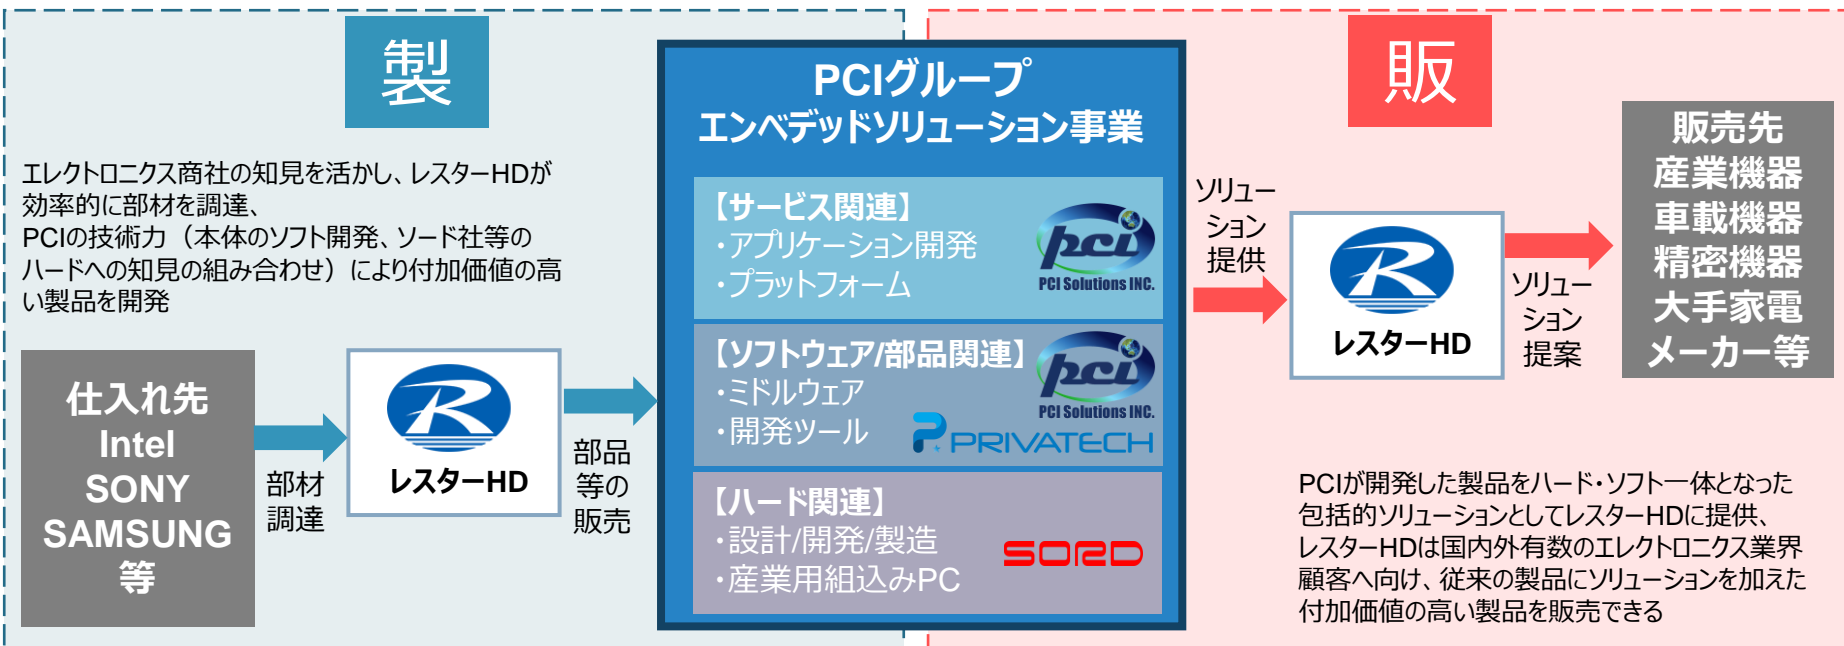 製
エレクトロニクス商社の知見を活かし、レスターHDが
効率的に部材を調達、
PCIの技術力（本体のソフト開発、ソード社等の
ハードへの知見の組み合わせ）により付加価値の高
い製品を開発
仕入れ先
Intel
SONY
SAMSUNG
等
部材
調達
R
レスターHD
部品
等の
販売
PCIグループ
エンベデッドソリューション事業
【サービス関連】
・アプリケーション開発
・プラットフォーム
pci
PCI Solutions INC.
【ソフトウェア/部品関連】
・ミドルウェア
・開発ツール
pci
PCI Solutions INC.
PRIVATECH
【ハード関連】
・設計/開発/製造
・産業用組込みPC
SORD
販
ソリュー
ション
提供
R
レスターHD
ソリュー
ション
提案
販売先
産業機器
車載機器
精密機器
大手家電
メーカー等
PCIが開発した製品をハード・ソフト一体となった
包括的ソリューションとしてレスターHDに提供、
レスターHDは国内外有数のエレクトロニクス業界
顧客へ向け、従来の製品にソリューションを加えた
付加価値の高い製品を販売できる